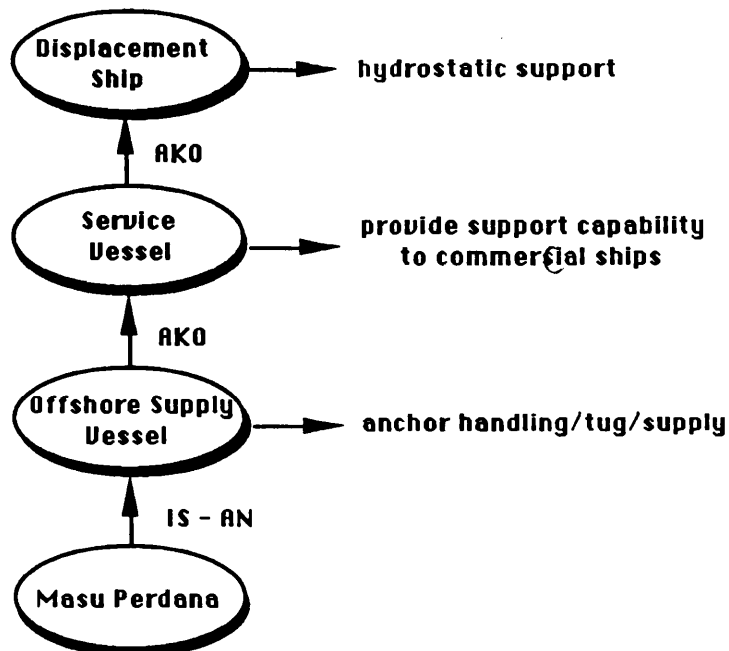 Displacement
Ship
hydrostatic support
AKO
Service
Vessel
provide support capability
to commercial ships
AKO
Offshore Supply
Vessel
anchor handling/tug/supply
IS - AN
Masu Perdana